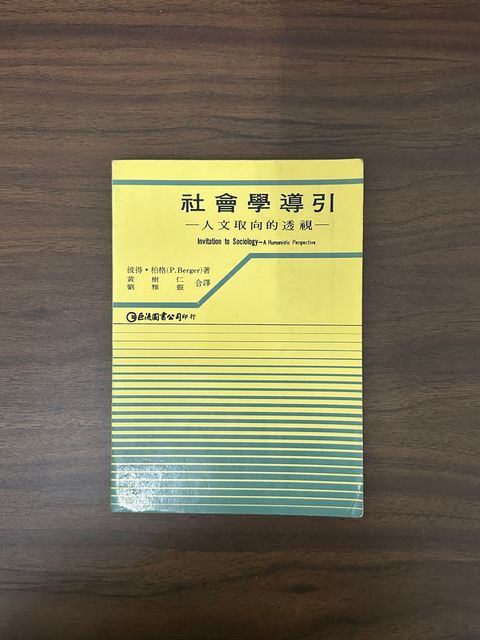 社會學導引
—人文取向的透視—
Invitation to Sociology—A Humanistic Perspective
彼得・柏格(P.Berger)著
黃樹仁
劉雅靈 合譯
巨流圖書公司印行